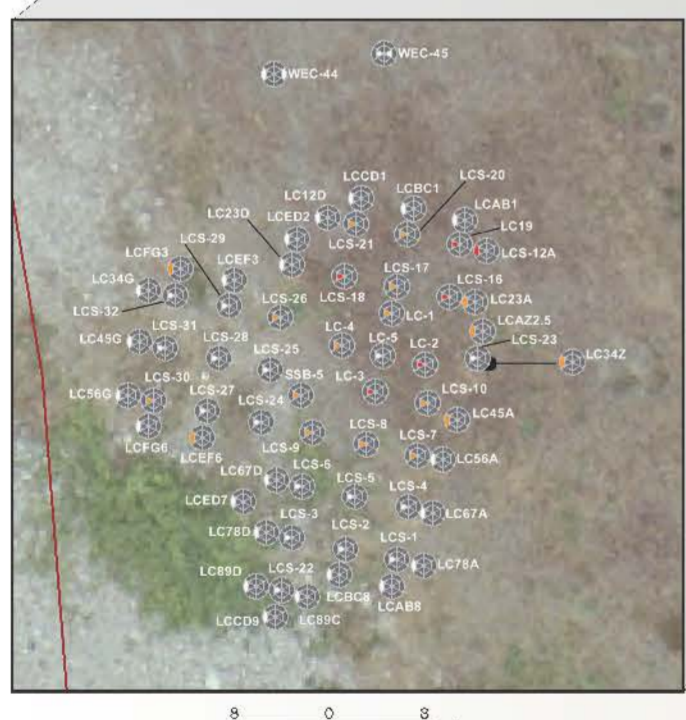 WEC-45
WEC-44
LCCD1
LCS-20
LC12D
LCBC1
LC23D
LCED2
LCAB1
LC19
LCS-21
LCS-29
LCS-12A
LCFG3
LCEF3
LC34G
LCS-17
LCS-16
LCS-18
LC23A
LCS-32
LCS-26
LC-1
LCAZ2.5
LC45G
LCS-31
LCS-28
LC-4
LC-5
LCS-23
LCS-25
LC-2
LC34Z
LCS-30
SSB-5
LC-3
LC56G
LCS-27
LCS-24
LCS-10
LC45A
LCFG6
LCEF6
LCS-9
LCS-8
LCS-7
LC56A
LC67D
LCS-6
LCS-5
LCS-4
LCED7
LC67A
LC78D
LCS-3
LCS-2
LCS-1
LC89D
LCS-22
LC78A
LCBC8
LCAB8
LCCD9
LC89C
8 0 8